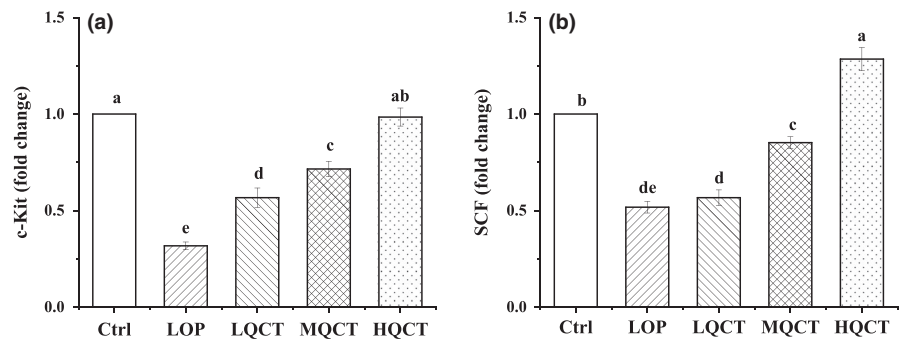 (a)
c-Kit (fold change)
1.5
1.0
0.5
0.0
a
e
d
c
ab
Ctrl LOP LQCT MQCT HQCT
(b)
SCF (fold change)
1.5
1.0
0.5
0.0
b
de
d
c
a
Ctrl LOP LQCT MQCT HQCT